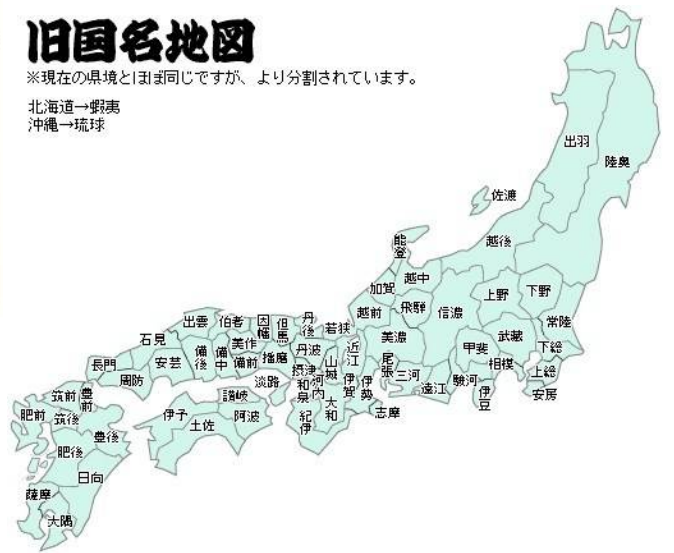 旧国名地図
※現在の県境とほぼ同じですが、より分割されています。
北海道→蝦夷
沖縄→琉球
出羽
陸奥
佐渡
越後
能登
越中
加賀
越前
飛騨
信濃
上野
下野
常陸
美濃
甲斐
武蔵
下総
相模
上総
安房
尾張
三河
遠江
駿河
伊豆
志摩
出雲
伯耆
因幡
但馬
丹後
若狭
石見
美作
備後
備中
備前
播磨
丹波
近江
長門
周防
安芸
摂津
山城
伊賀
伊勢
淡路
和泉
河内
大和
紀伊
讃岐
伊予
土佐
阿波
筑前
豊前
肥前
筑後
豊後
肥後
日向
薩摩
大隅